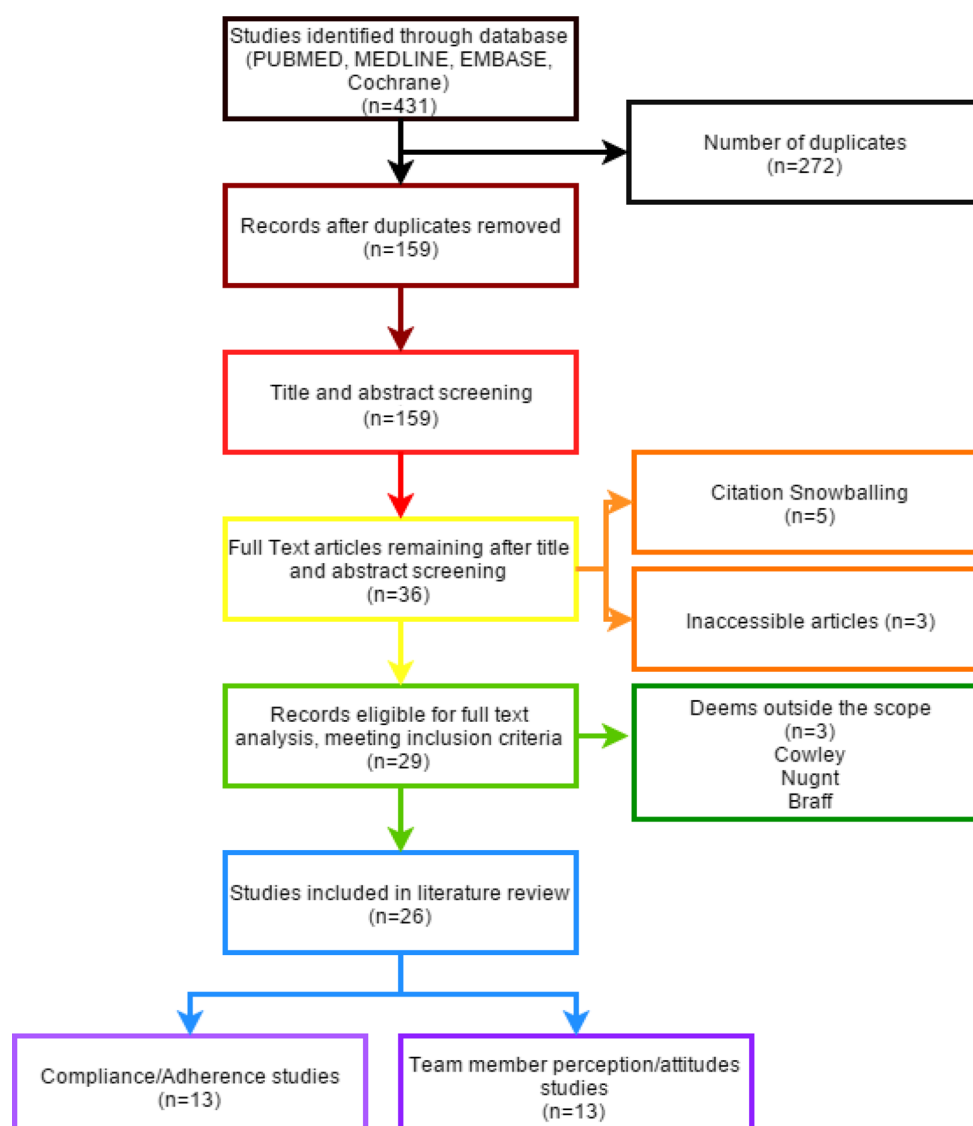 Studies identified through database
(PUBMED, MEDLINE, EMBASE,
Cochrane)
(n=431)
Number of duplicates
(n=272)
Records after duplicates removed
(n=159)
Title and abstract screening
(n=159)
Citation Snowballing
(n=5)
Full Text articles remaining after title
and abstract screening
(n=36)
Inaccessible articles (n=3)
Records eligible for full text
analysis, meeting inclusion criteria
(n=29)
Deems outside the scope
(n=3)
Cowley
Nugnt
Braff
Studies included in literature review
(n=26)
Compliance/Adherence studies
(n=13)
Team member perception/attitudes
studies
(n=13)